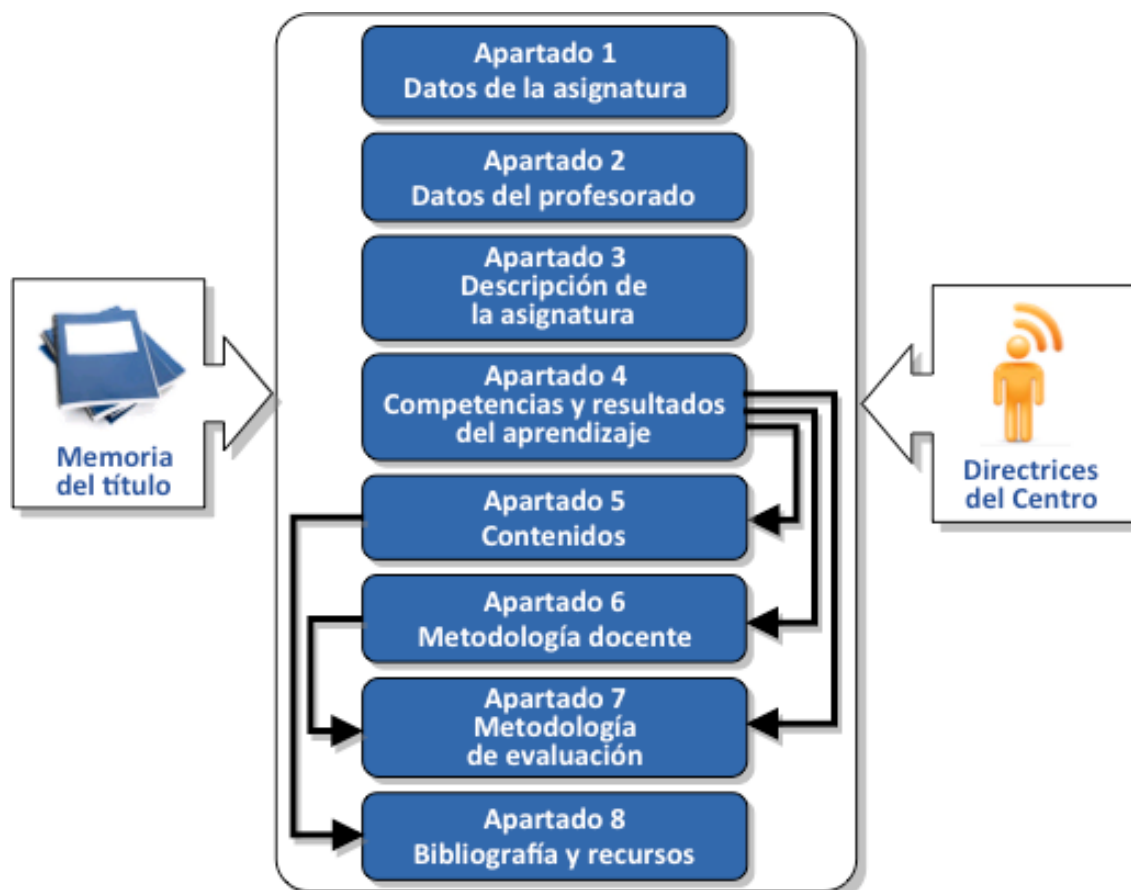 Apartado 1
Datos de la asignatura
Apartado 2
Datos del profesorado
Apartado 3
Descripción de
la asignatura
Apartado 4
Competencias y resultados
del aprendizaje
Apartado 5
Contenidos
Apartado 6
Metodología docente
Apartado 7
Metodología
de evaluación
Apartado 8
Bibliografía y recursos
Memoria
del título
Directrices
del Centro